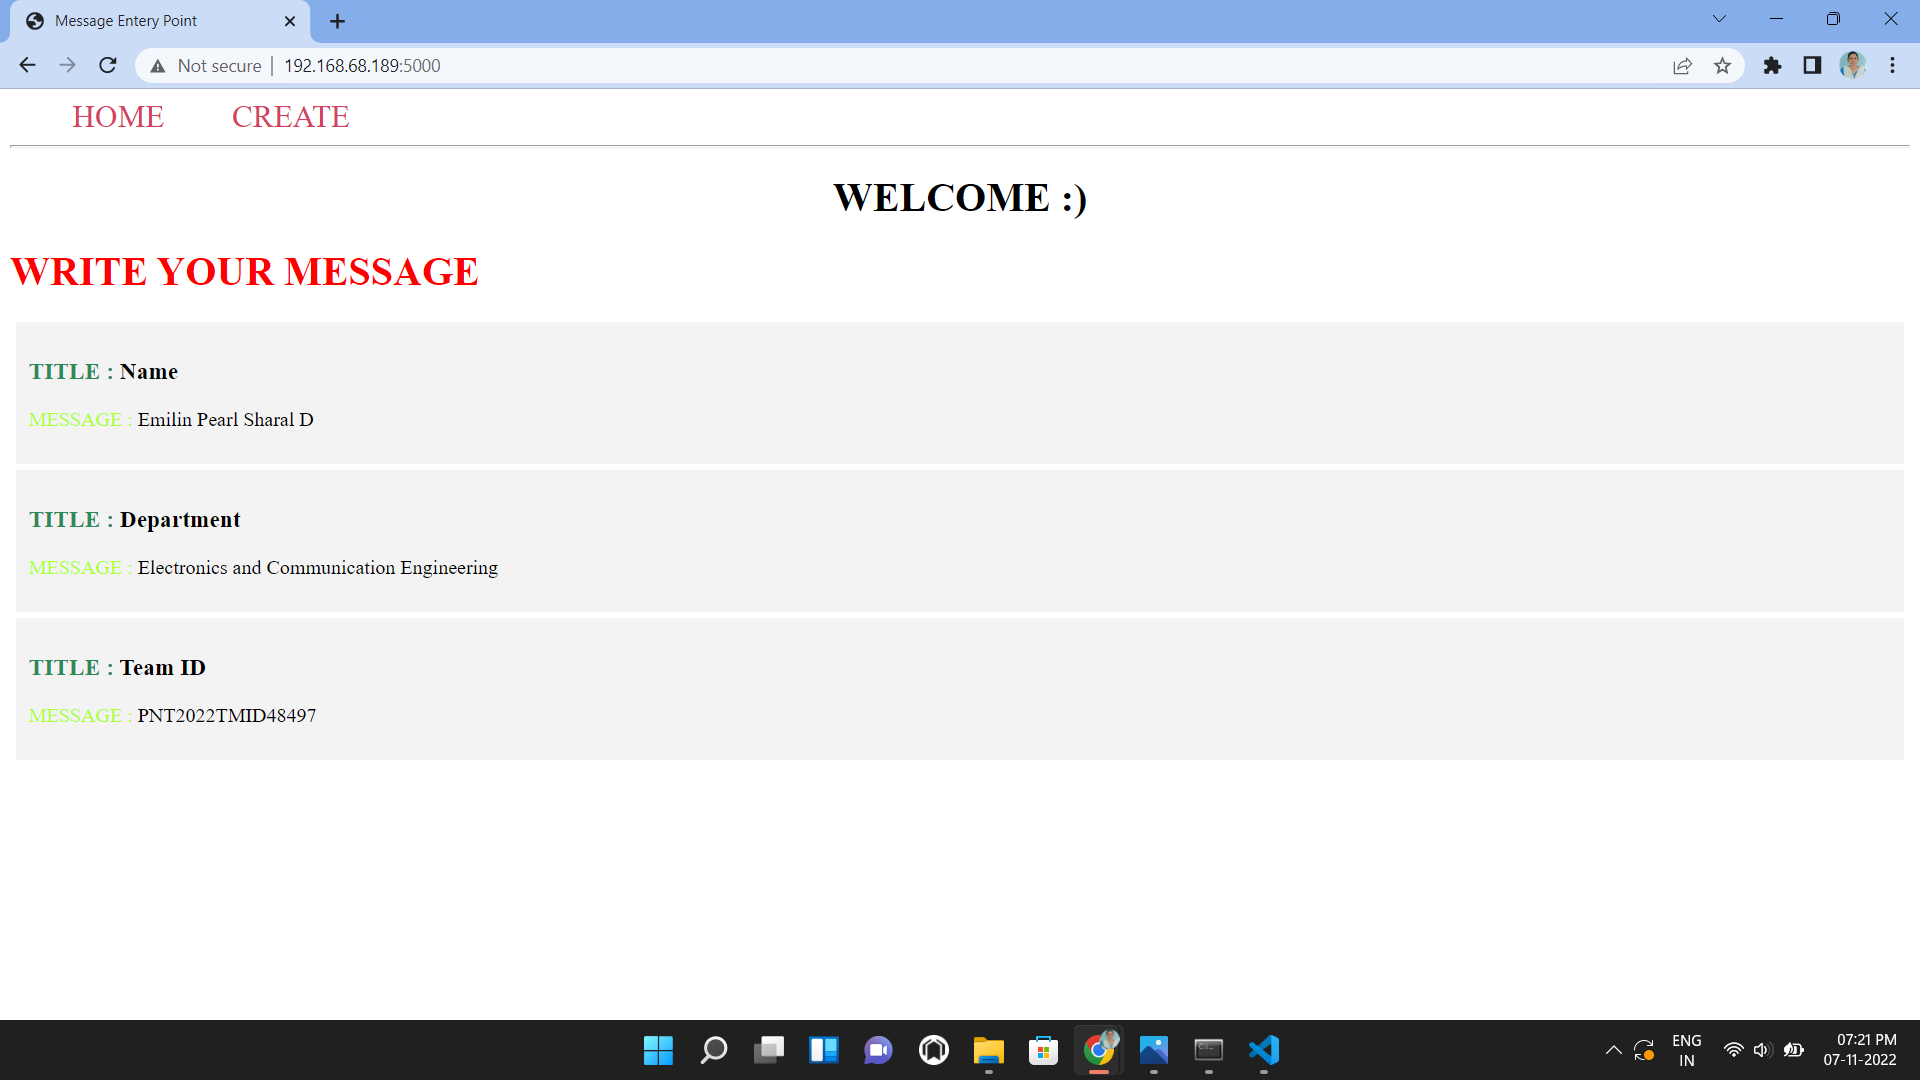 Message Entery Point
Not secure | 192.168.68.189:5000
HOME CREATE
WELCOME :)
WRITE YOUR MESSAGE
TITLE : Name
MESSAGE : Emilin Pearl Sharal D
TITLE : Department
MESSAGE : Electronics and Communication Engineering
TITLE : Team ID
MESSAGE : PNT2022TMID48497
ENG
IN
07:21 PM
07-11-2022